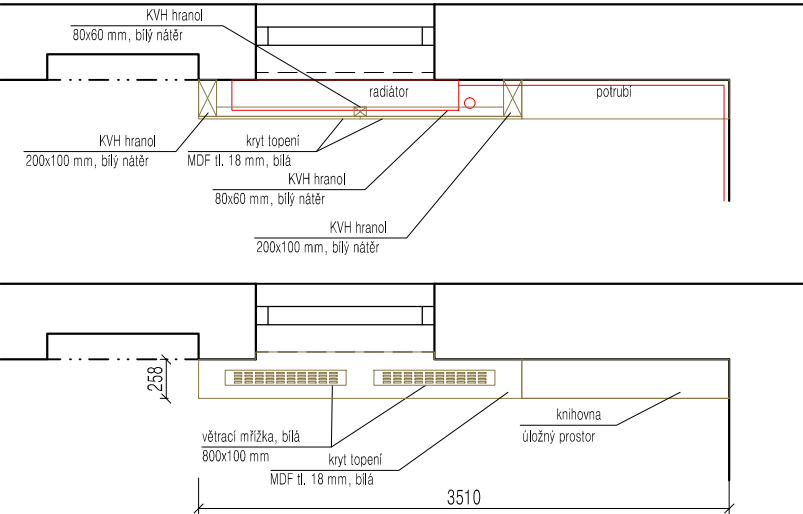 KVH hranol
80x60 mm, bílý nátěr
radiátor
potrubí
KVH hranol
200x100 mm, bílý nátěr
kryt topení
MDF tl. 18 mm, bílá
KVH hranol
80x60 mm, bílý nátěr
KVH hranol
200x100 mm, bílý nátěr
258
větrací mřížka, bílá
800x100 mm
knihovna
úložný prostor
kryt topení
MDF tl. 18 mm, bílá
3510